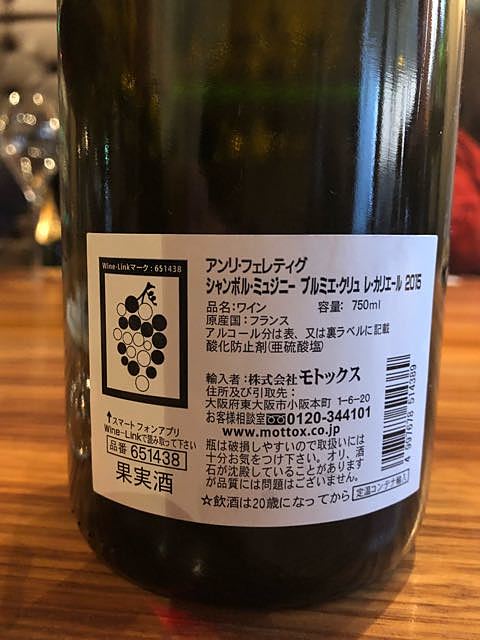 Wine-Linkマーク:651438
↑スマートフォンアプリ
Wine-Linkで読み取って下さい
品番 651438
果実酒
アンリ・フェレティグ
シャンボル・ミュジニー プルミエ・クリュ レ・カリエール 2015
品名:ワイン 容量: 750ml
原産国:フランス
アルコール分は表、又は裏ラベルに記載
酸化防止剤(亜硫酸塩)
輸入者:株式会社モトックス
住所及び引取先:
大阪府東大阪市小阪本町 1-6-20
お客様相談室 0120-344101
www.mottox.co.jp
瓶は破損しやすいので取扱いには
十分お気をつけ下さい。オリ、酒
石が沈殿していることがあります
が品質には問題はございません。
☆飲酒は20歳になってから 定温コンテナ輸入
4 991678 514389